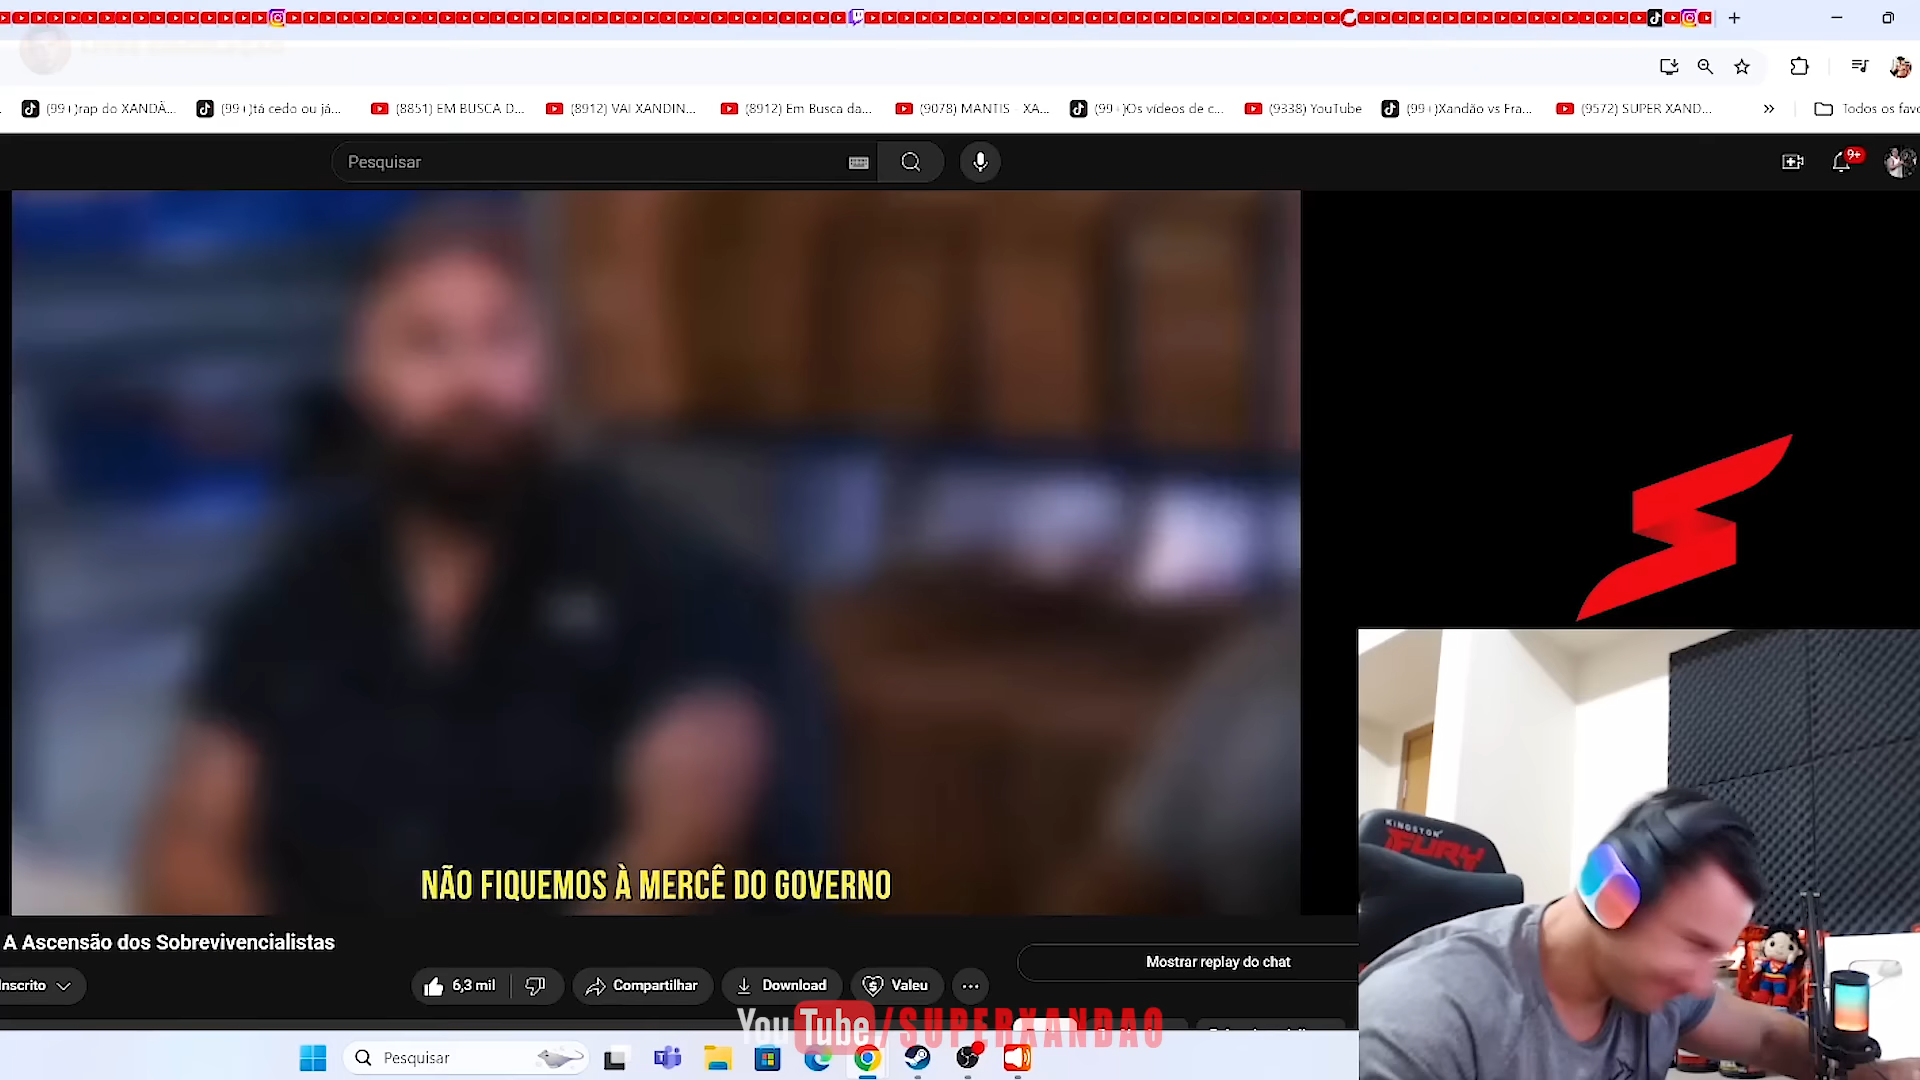 (99+)rap do XANDÃ...
(99+)tá cedo ou já...
(8851) EM BUSCA D...
(8912) VAI XANDIN...
(8912) Em Busca da...
(9078) MANTIS - XA...
(99+)Os vídeos de c...
(9338) YouTube
(99+)Xandão vs Fra...
(9572) SUPER XAND...
Todos os favo
Pesquisar
9+
NÃO FIQUEMOS À MERCÊ DO GOVERNO
KINGSTON
FURY
A Ascensão dos Sobrevivencialistas
Mostrar replay do chat
nscrito
6,3 mil
Compartilhar
Download
Valeu
YouTube/SUPERXANDAO
Pesquisar